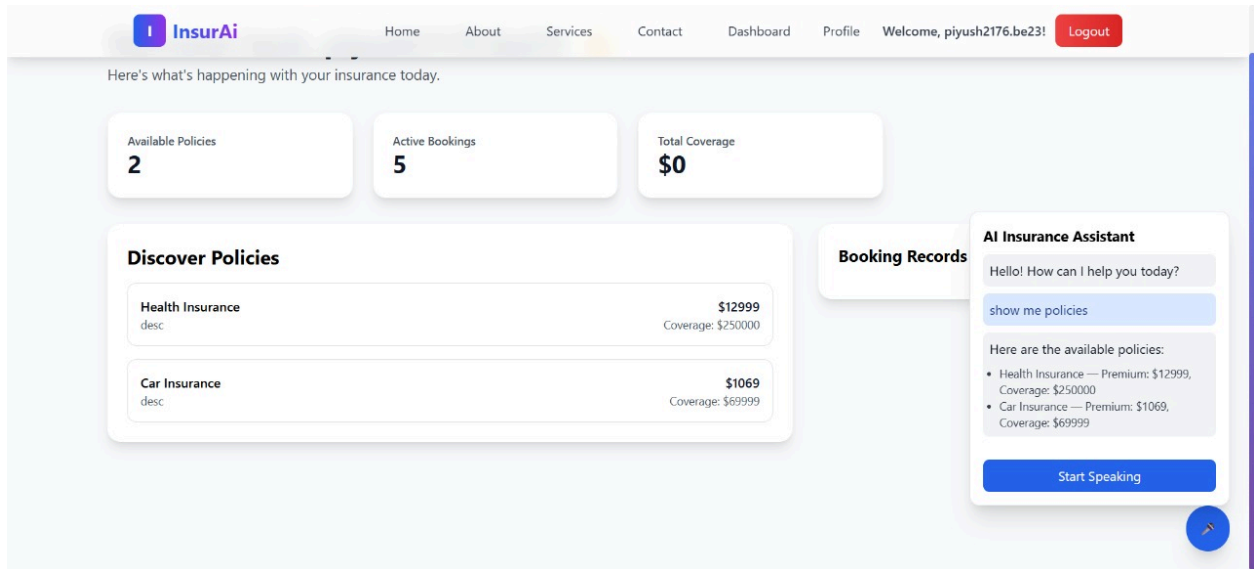 I InsurAi
Home About Services Contact Dashboard Profile Welcome, piyush2176.be23! Logout
Here's what's happening with your insurance today.
Available Policies
2
Active Bookings
5
Total Coverage
$0
Discover Policies
Health Insurance
$12999
desc
Coverage: $250000
Car Insurance
$1069
desc
Coverage: $69999
Booking Records
AI Insurance Assistant
Hello! How can I help you today?
show me policies
Here are the available policies:
• Health Insurance — Premium: $12999,
Coverage: $250000
• Car Insurance — Premium: $1069,
Coverage: $69999
Start Speaking